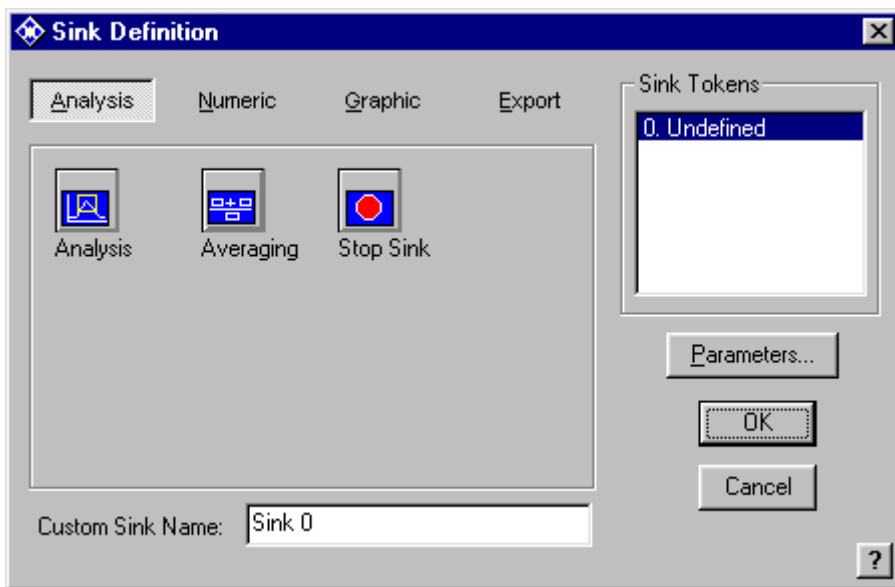 Sink Definition
Analysis Numeric Graphic Export
Analysis Averaging Stop Sink
Custom Sink Name: Sink 0
Sink Tokens
0. Undefined
Parameters...
OK
Cancel
?